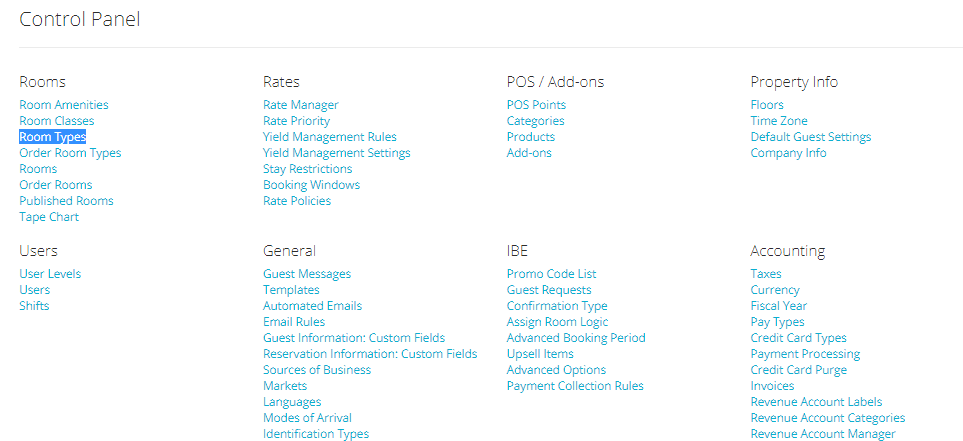 Control Panel
Rooms
Room Amenities
Room Classes
Room Types
Order Room Types
Rooms
Order Rooms
Published Rooms
Tape Chart
Rates
Rate Manager
Rate Priority
Yield Management Rules
Yield Management Settings
Stay Restrictions
Booking Windows
Rate Policies
POS / Add-ons
POS Points
Categories
Products
Add-ons
Property Info
Floors
Time Zone
Default Guest Settings
Company Info
Users
User Levels
Users
Shifts
General
Guest Messages
Templates
Automated Emails
Email Rules
Guest Information: Custom Fields
Reservation Information: Custom Fields
Sources of Business
Markets
Languages
Modes of Arrival
Identification Types
IBE
Promo Code List
Guest Requests
Confirmation Type
Assign Room Logic
Advanced Booking Period
Upsell Items
Advanced Options
Payment Collection Rules
Accounting
Taxes
Currency
Fiscal Year
Pay Types
Credit Card Types
Payment Processing
Credit Card Purge
Invoices
Revenue Account Labels
Revenue Account Categories
Revenue Account Manager